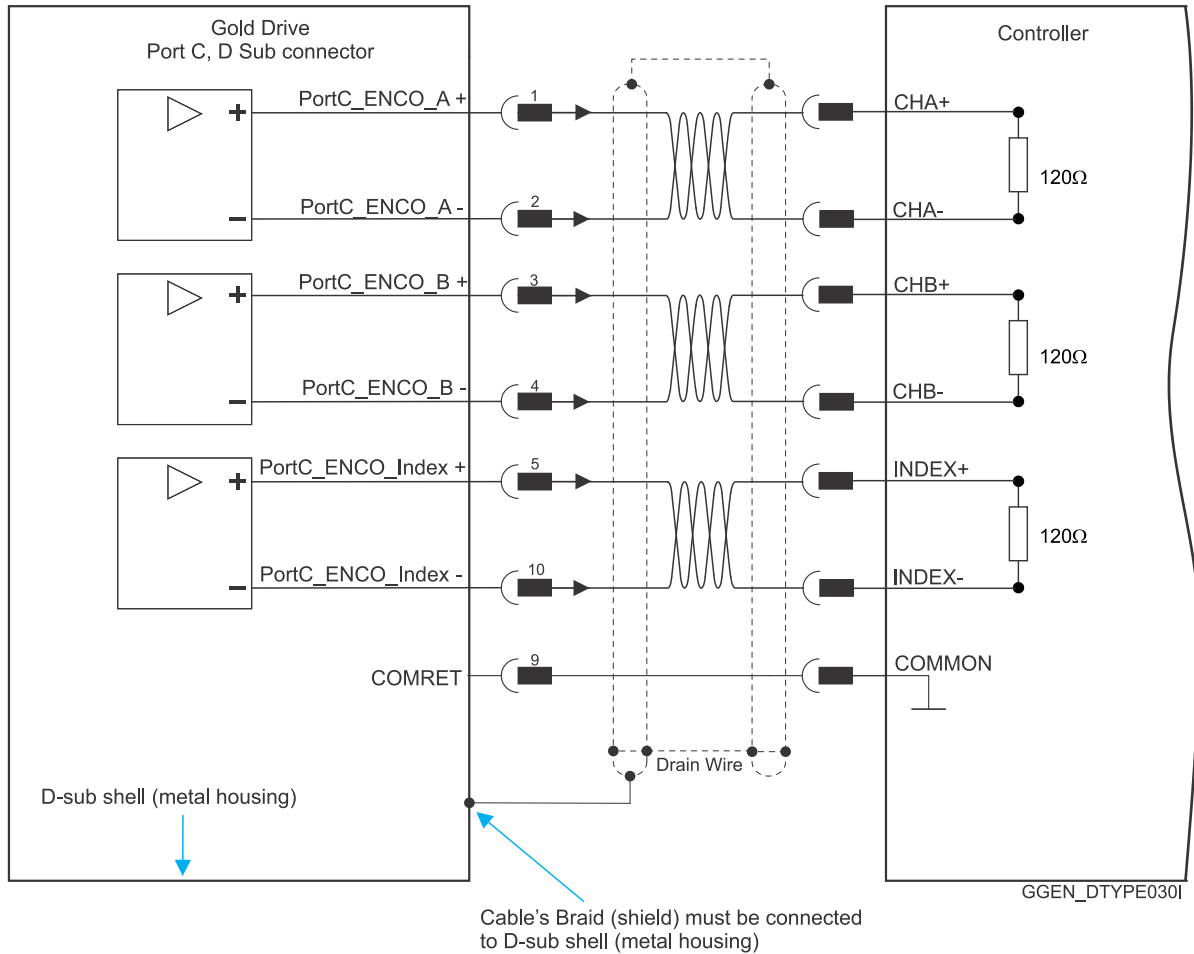 Gold Drive
Port C, D Sub connector
Controller
PortC_ENCO_A +
1
CHA+
120Ω
PortC_ENCO_A -
2
CHA-
PortC_ENCO_B +
3
CHB+
120Ω
PortC_ENCO_B -
4
CHB-
PortC_ENCO_Index +
5
INDEX+
120Ω
PortC_ENCO_Index -
10
INDEX-
COMRET
9
COMMON
Drain Wire
D-sub shell (metal housing)
GGEN_DTYPE030I
Cable's Braid (shield) must be connected
to D-sub shell (metal housing)